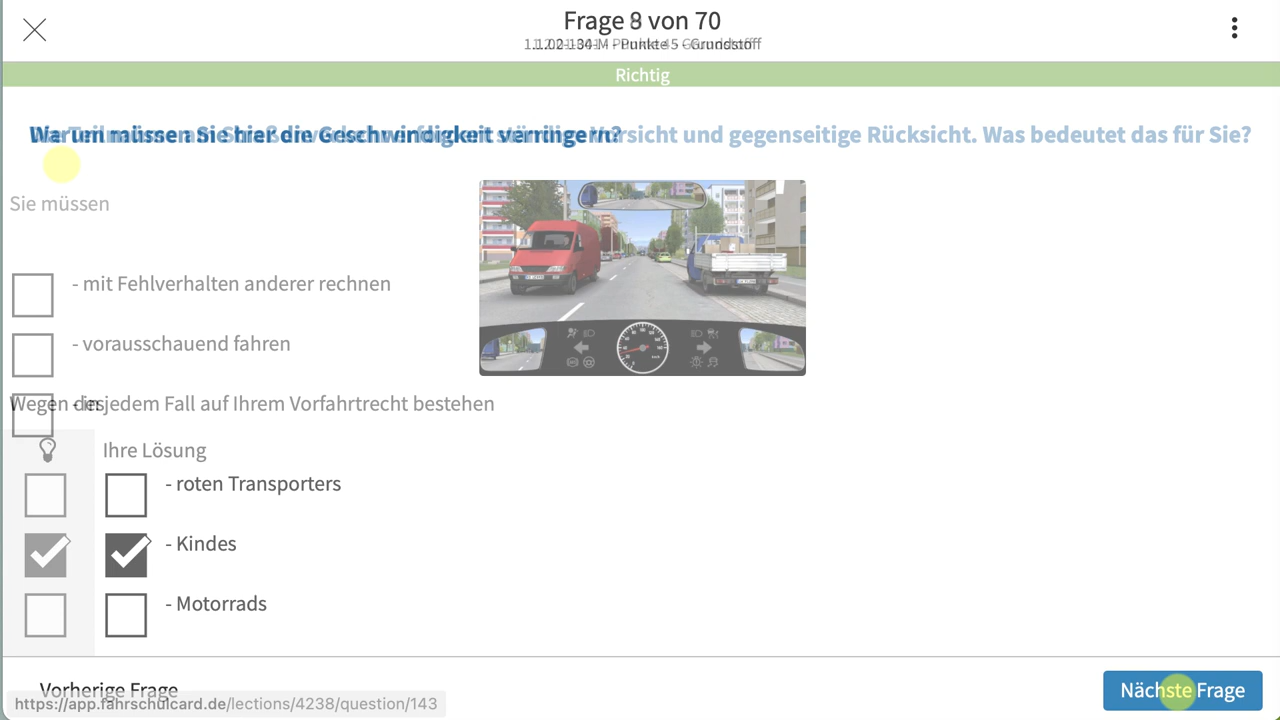 Frage 8 von 70
Grundstoff
Richtig
Warum müssen Sie hier die Geschwindigkeit verringern?
Vorsicht und gegenseitige Rücksicht. Was bedeutet das für Sie?
Sie müssen
- mit Fehlverhalten anderer rechnen
- vorausschauend fahren
Wegen des
- in jedem Fall auf Ihrem Vorfahrtrecht bestehen
Ihre Lösung
- roten Transporters
- Kindes
- Motorrads
Vorherige Frage
Nächste Frage
https://app.fahrschulcard.de/lections/4238/question/143